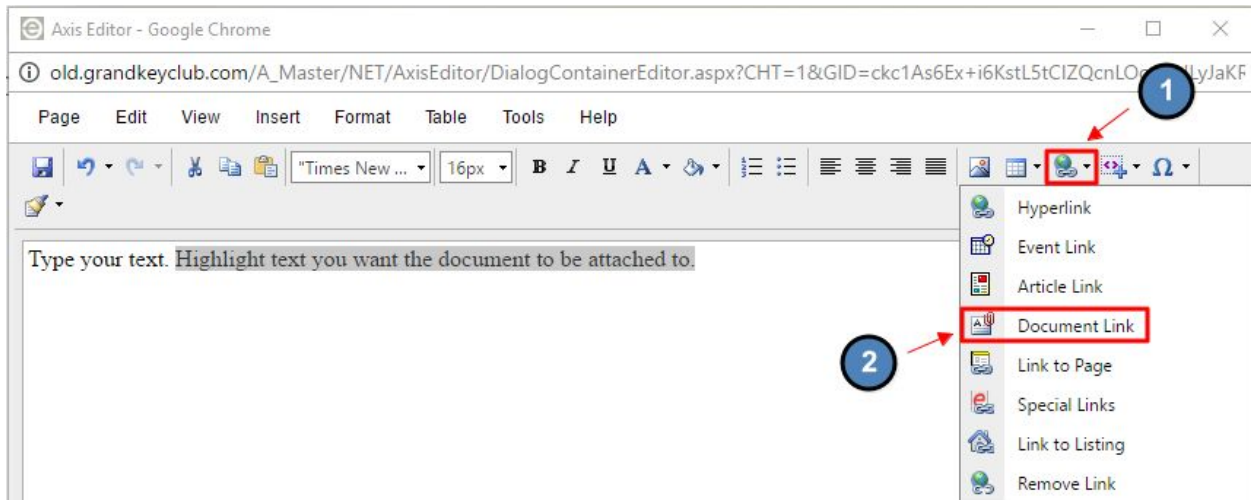 Axis Editor - Google Chrome
old.grandkeyclub.com/A_Master/NET/AxisEditor/DialogContainerEditor.aspx?CHT=1&GID=ckc1As6Ex+i6KstL5tCIZQcnLO
1
Page Edit View Insert Format Table Tools Help
"Times New ... 16px B I U A Ω
Hyperlink
Type your text. Highlight text you want the document to be attached to.
Event Link
Article Link
Document Link
2
Link to Page
Special Links
Link to Listing
Remove Link